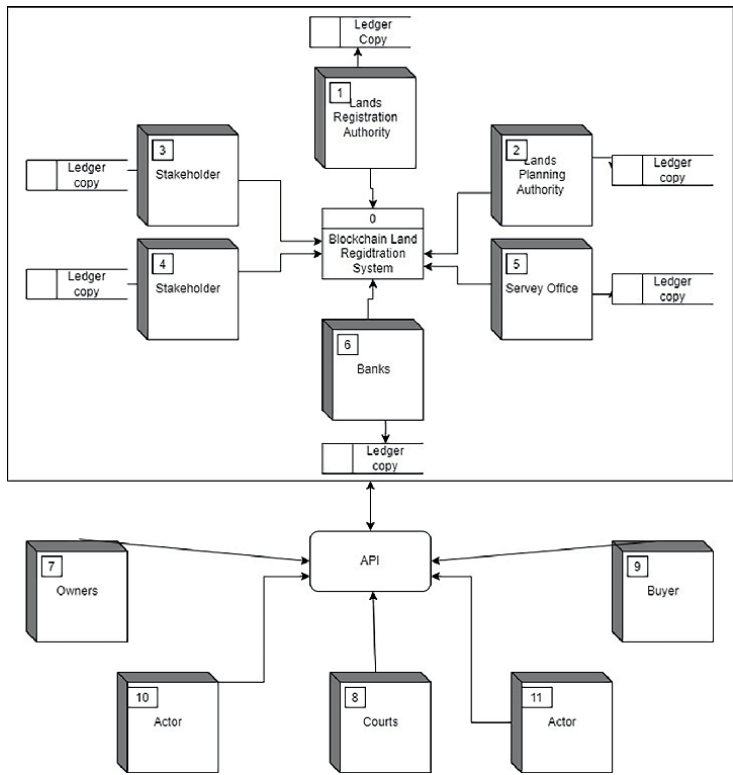 Ledger
Copy
1
Lands
Registration
Authority
3
Stakeholder
Ledger
copy
2
Lands
Planning
Authority
Ledger
copy
0
Blockchain Land
Regidtration
System
4
Stakeholder
Ledger
copy
5
Servey Office
Ledger
copy
6
Banks
Ledger
copy
API
7
Owners
9
Buyer
10
Actor
8
Courts
11
Actor